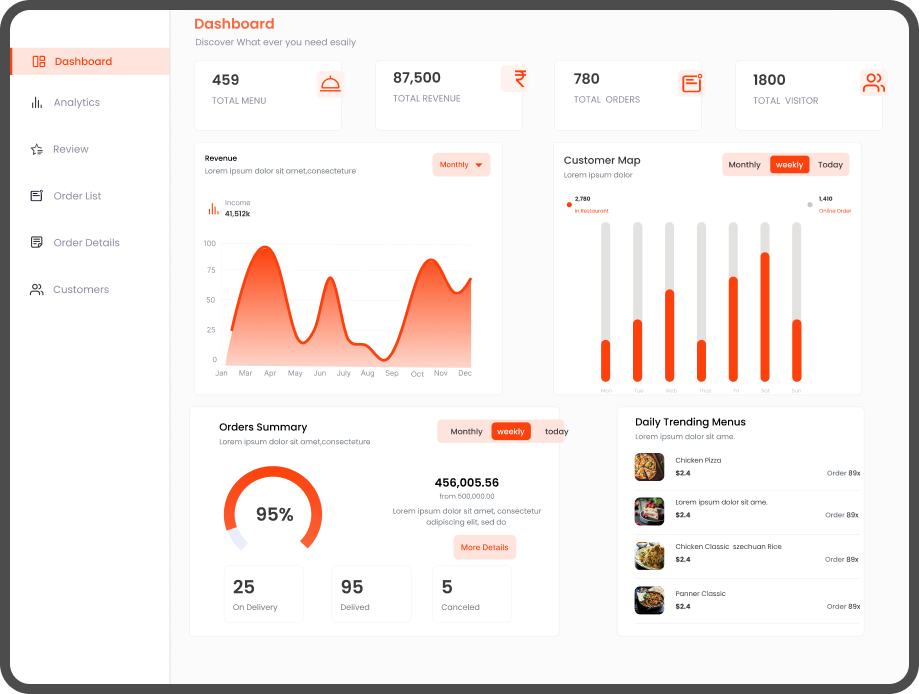 Dashboard
Discover What ever you need esaily
Dashboard
Analytics
Review
Order List
Order Details
Customers
459
TOTAL MENU
87,500
TOTAL REVENUE
₹
780
TOTAL ORDERS
1800
TOTAL VISITOR
Revenue
Lorem ipsum dolor sit amet,consecteture
Monthly
Income
41,512k
100
75
50
25
0
Jan Mar Apr May Jun July Aug Sep Oct Nov Dec
Customer Map
Lorem ipsum dolor
Monthly weekly Today
2,780
In Restaurant
1,410
Online Order
Mon Tue Wed Thur Fri Sat Sun
Orders Summary
Lorem ipsum dolor sit amet,consecteture
Monthly weekly today
95%
456,005.56
from 500,000.00
Lorem ipsum dolor sit amet, consectetur
adipiscing elit, sed do
More Details
25
On Delivery
95
Delived
5
Canceled
Daily Trending Menus
Lorem ipsum dolor sit ame.
Chicken Pizza
$2.4
Order 89x
Lorem ipsum dolor sit ame.
$2.4
Order 89x
Chicken Classic szechuan Rice
$2.4
Order 89x
Panner Classic
$2.4
Order 89x